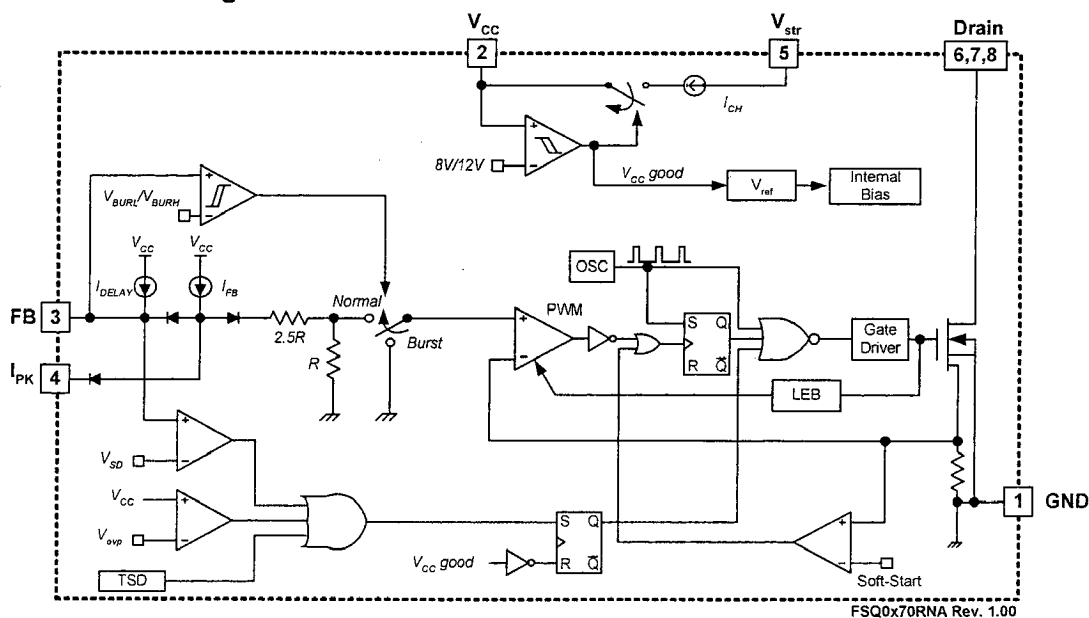 V_CC
V_str
Drain
2
5
6,7,8
I_CH
+
-
8V/12V
V_CC good
V_ref
Internal
Bias
+
-
V_BURL/V_BURH
V_CC
V_CC
I_DELAY
I_FB
FB 3
2.5R
R
Normal
Burst
I_PK 4
OSC
PWM
+
-
S Q
R Q̅
Gate
Driver
LEB
+
-
V_SD
V_CC
+
-
V_ovp
TSD
S Q
R Q̅
V_CC good
+
-
Soft-Start
1 GND
FSQ0x70RNA Rev. 1.00